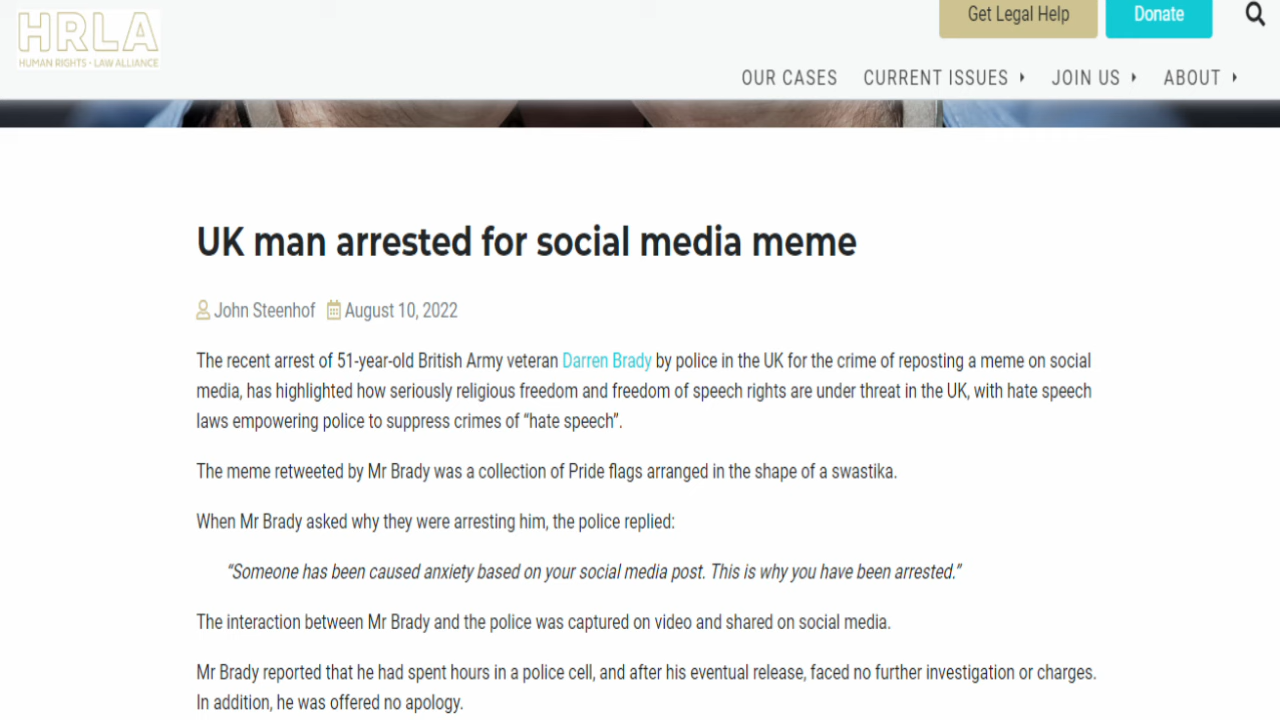 HRLA
HUMAN RIGHTS · LAW ALLIANCE
Get Legal Help
Donate
OUR CASES
CURRENT ISSUES
JOIN US
ABOUT
UK man arrested for social media meme
John Steenhof August 10, 2022
The recent arrest of 51-year-old British Army veteran Darren Brady by police in the UK for the crime of reposting a meme on social
media, has highlighted how seriously religious freedom and freedom of speech rights are under threat in the UK, with hate speech
laws empowering police to suppress crimes of “hate speech”.
The meme retweeted by Mr Brady was a collection of Pride flags arranged in the shape of a swastika.
When Mr Brady asked why they were arresting him, the police replied:
“Someone has been caused anxiety based on your social media post. This is why you have been arrested.”
The interaction between Mr Brady and the police was captured on video and shared on social media.
Mr Brady reported that he had spent hours in a police cell, and after his eventual release, faced no further investigation or charges.
In addition, he was offered no apology.